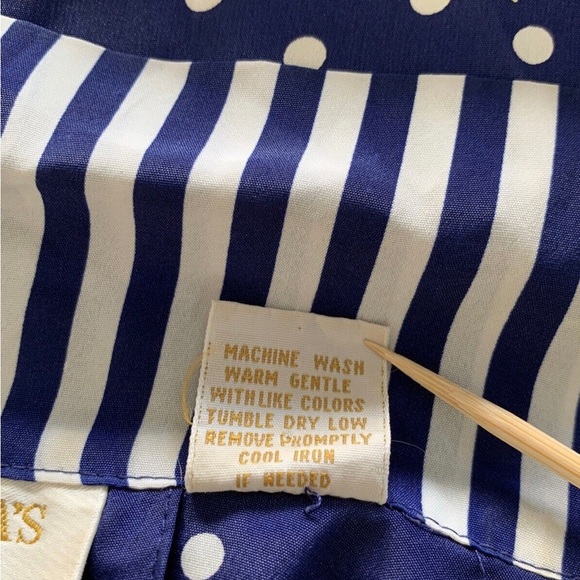 MACHINE WASH
WARM GENTLE
WITH LIKE COLORS
TUMBLE DRY LOW
REMOVE PROMPTLY
COOL IRON
IF NEEDED
A'S